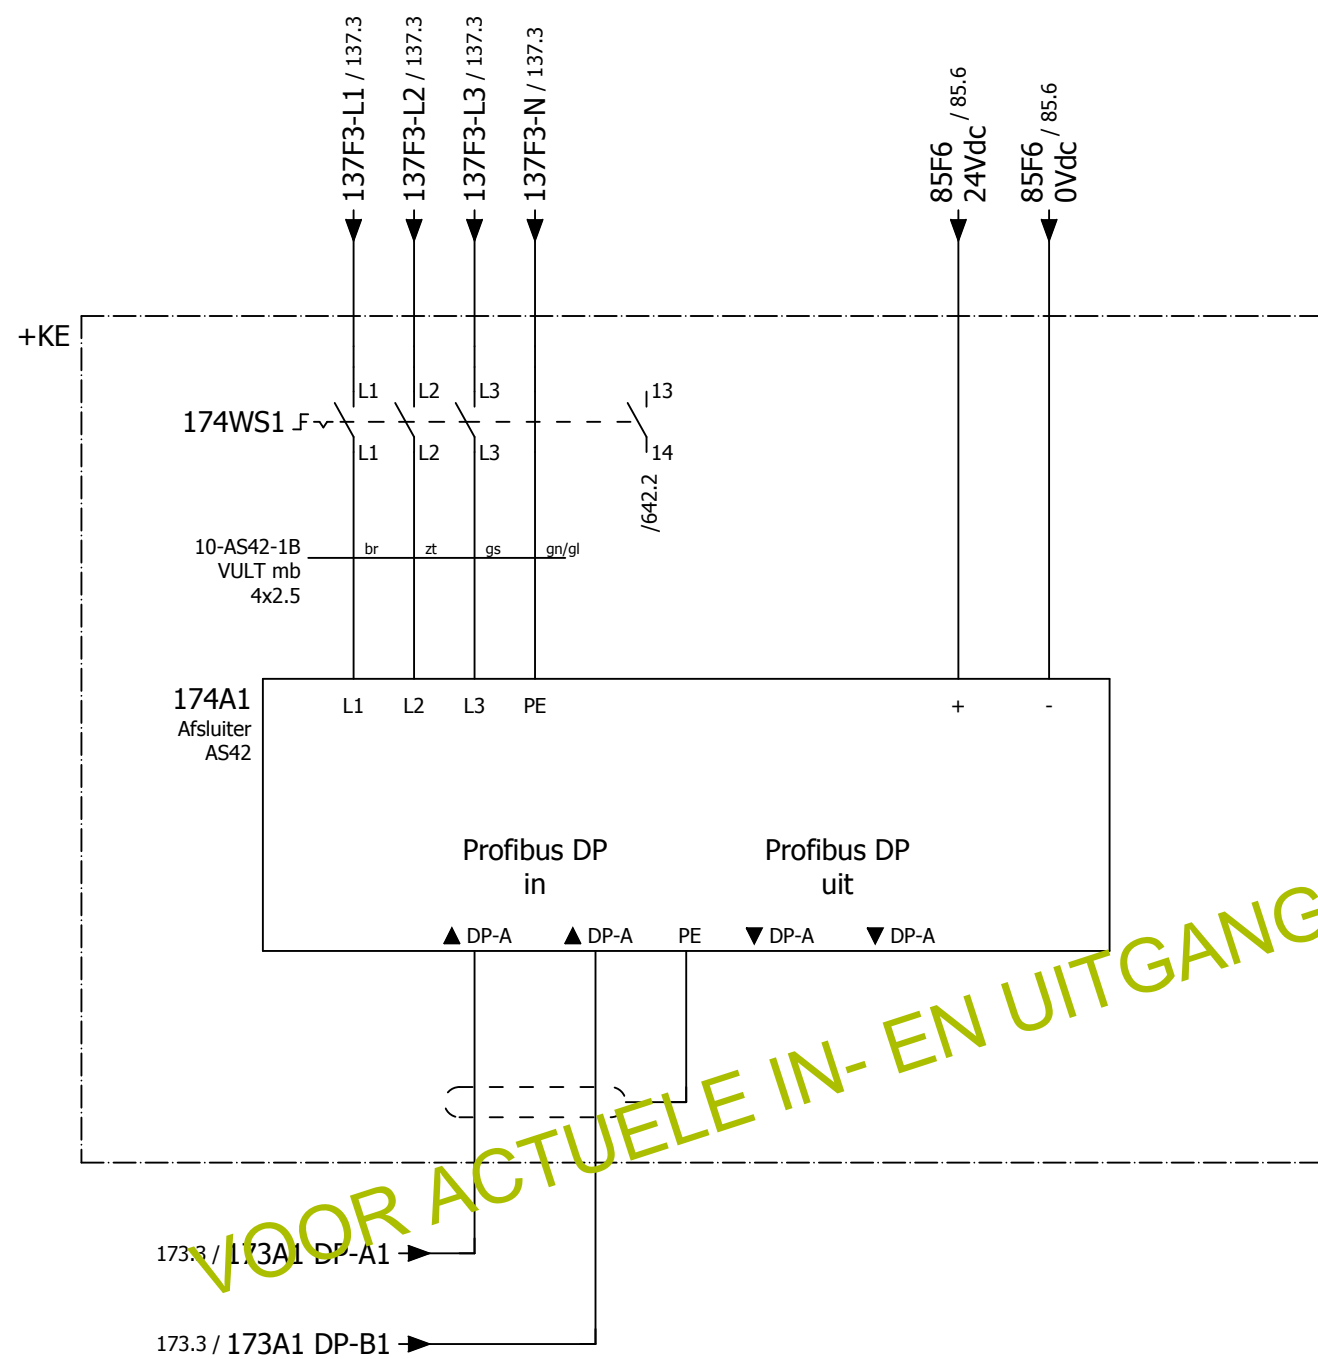 137F3-L1 / 137.3
137F3-L2 / 137.3
137F3-L3 / 137.3
137F3-N / 137.3
85F6 / 85.6
24Vdc
85F6 / 85.6
0Vdc
+KE
L1
L2
L3
13
174WS1
L1
L2
L3
14
/642.2
10-AS42-1B
VULT mb
4x2.5
br
zt
gs
gn/gl
174A1
Afsluiter
AS42
L1
L2
L3
PE
+
-
Profibus DP
in
Profibus DP
uit
DP-A
DP-A
PE
DP-A
DP-A
VOOR ACTUELE IN- EN UITGANG
173.3 / 173A1 DP-A1
173.3 / 173A1 DP-B1